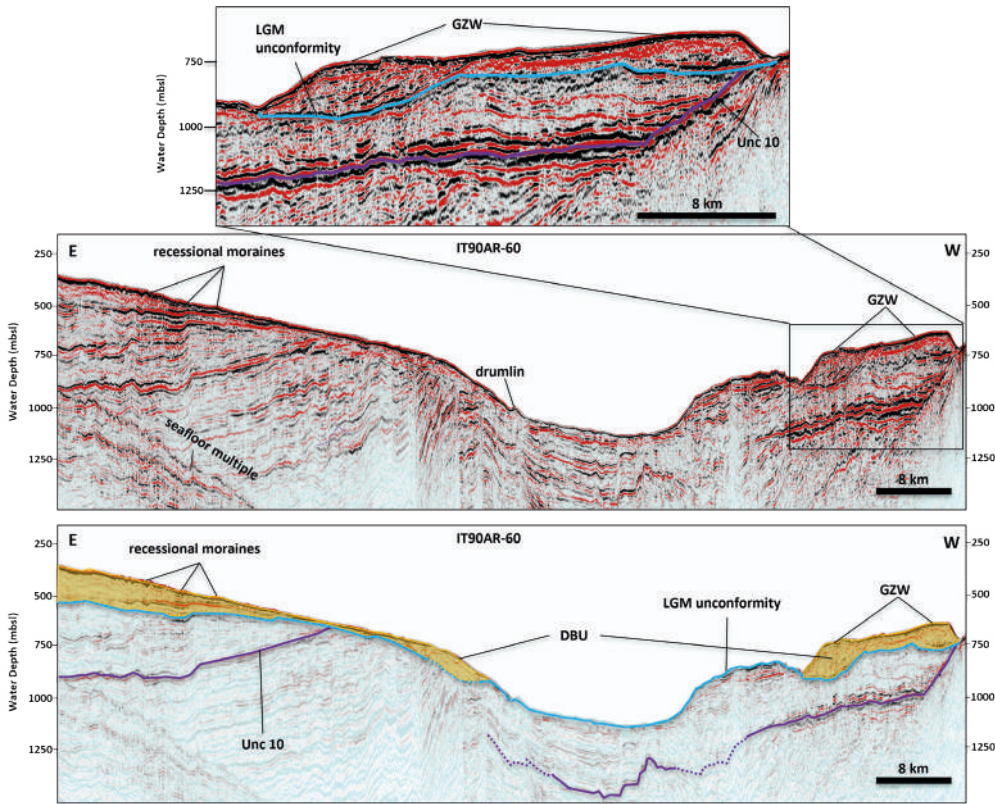 LGM
unconformity
GZW
Water Depth (mbsl)
750
1000
1250
Unc 10
8 km
E
IT90AR-60
W
recessional moraines
GZW
drumlin
seafloor multiple
Water Depth (mbsl)
250
500
750
1000
1250
250
500
750
1000
1250
8 km
E
IT90AR-60
W
recessional moraines
LGM unconformity
GZW
DBU
Unc 10
Water Depth (mbsl)
250
500
750
1000
1250
250
500
750
1000
1250
8 km